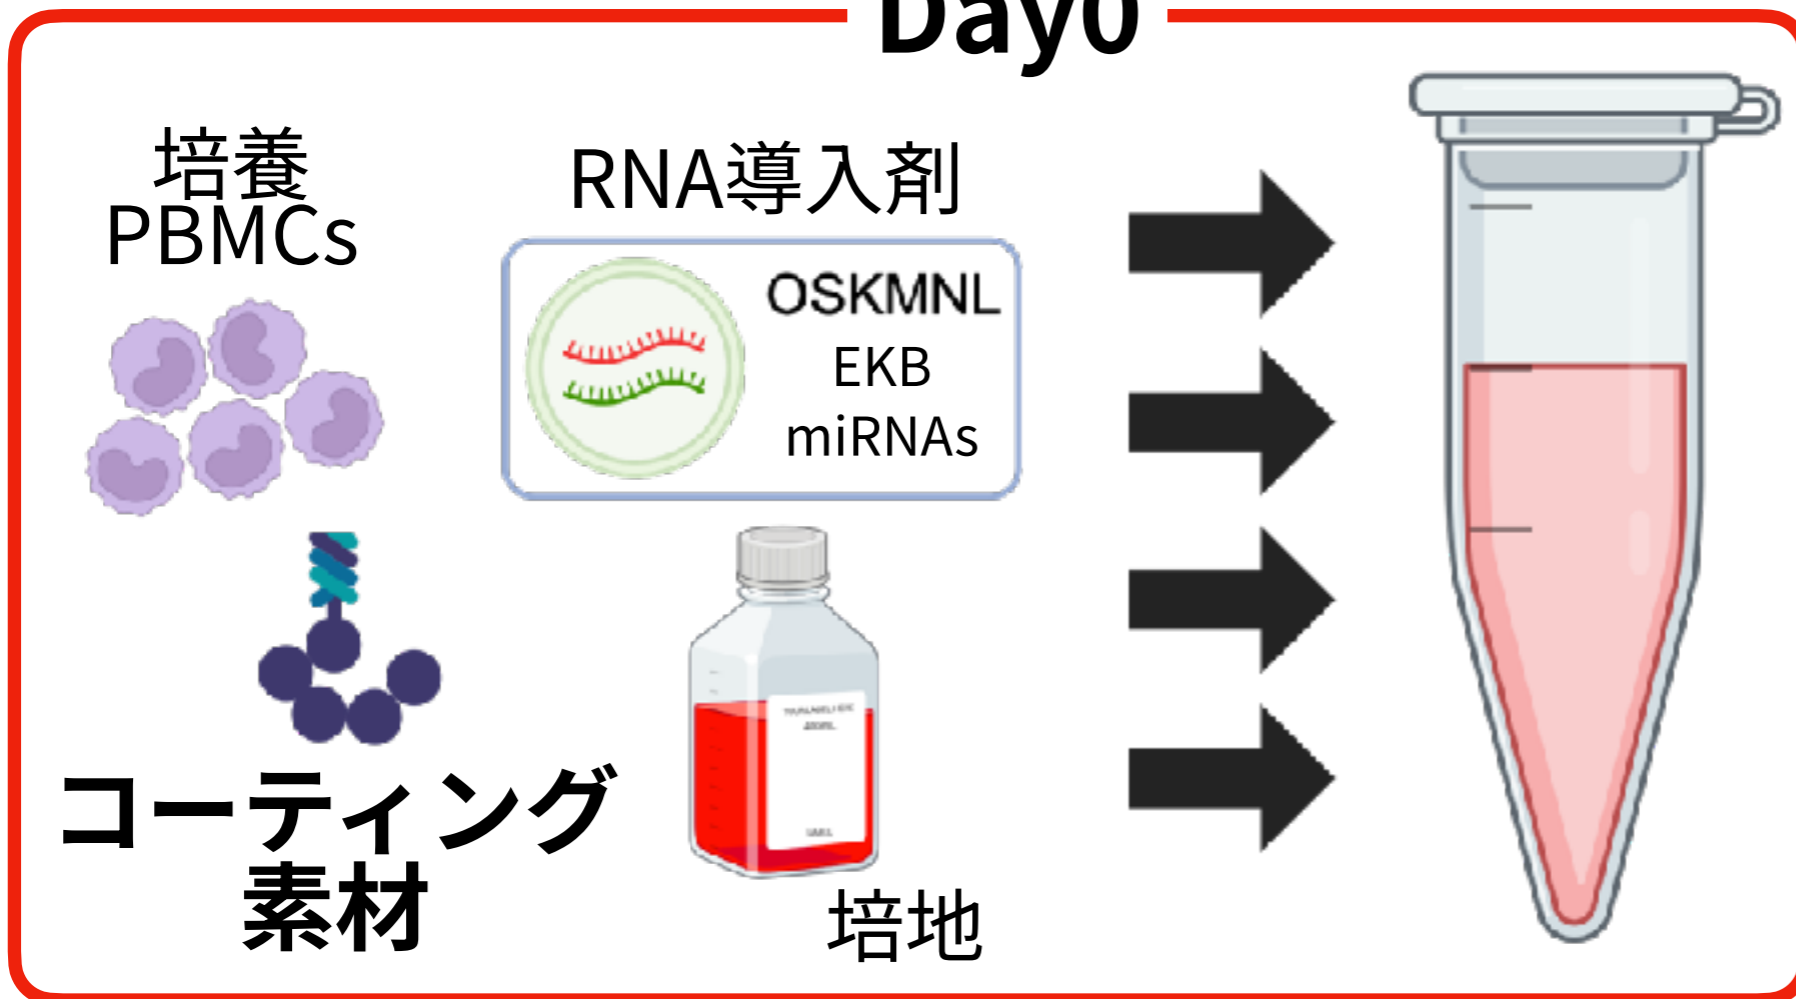 Day0
培養
PBMCs
RNA導入剤
OSKMNL
EKB
miRNAs
コーティング
素材
培地